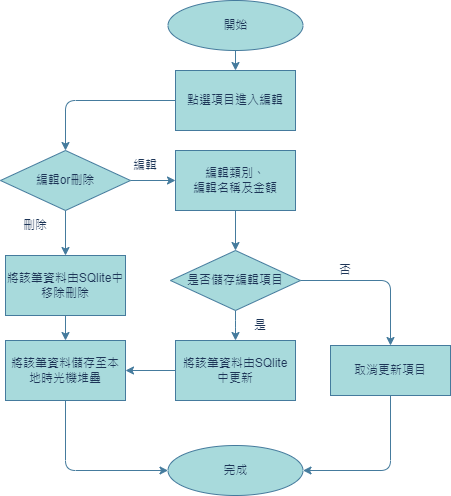 開始
點選項目進入編輯
編輯or刪除
編輯
編輯類別、
編輯名稱及金額
刪除
將該筆資料由SQlite中
移除刪除
是否儲存編輯項目
否
是
將該筆資料儲存至本
地時光機堆疊
將該筆資料由SQlite
中更新
取消更新項目
完成